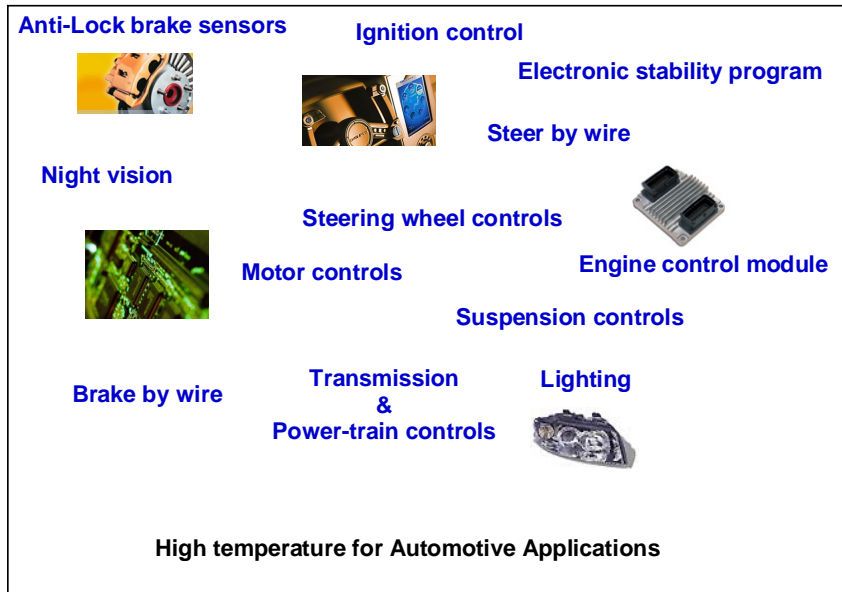 Anti-Lock brake sensors
Ignition control
Electronic stability program
Steer by wire
Night vision
Steering wheel controls
Engine control module
Motor controls
Suspension controls
Transmission
&
Power-train controls
Lighting
Brake by wire
High temperature for Automotive Applications